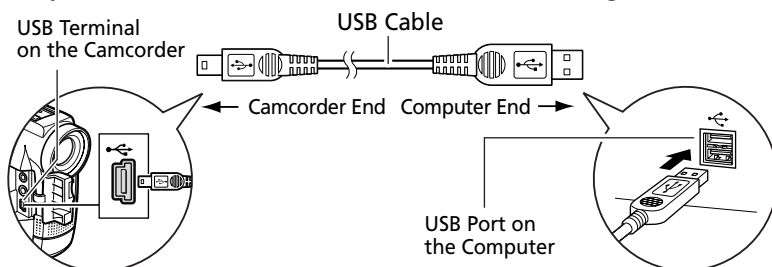 USB Terminal
on the Camcorder
USB Cable
Camcorder End
Computer End
USB Port on
the Computer